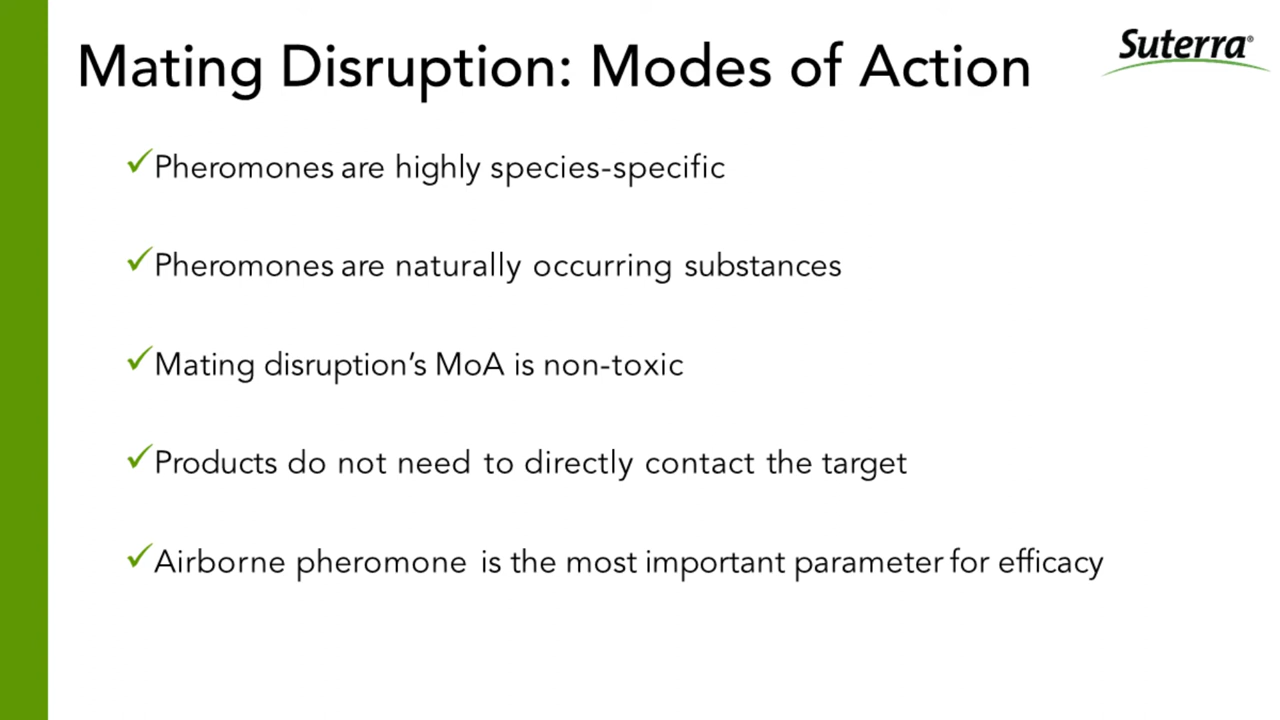 Mating Disruption: Modes of Action
Suterra®
✓Pheromones are highly species-specific
✓Pheromones are naturally occurring substances
✓Mating disruption’s MoA is non-toxic
✓Products do not need to directly contact the target
✓Airborne pheromone is the most important parameter for efficacy